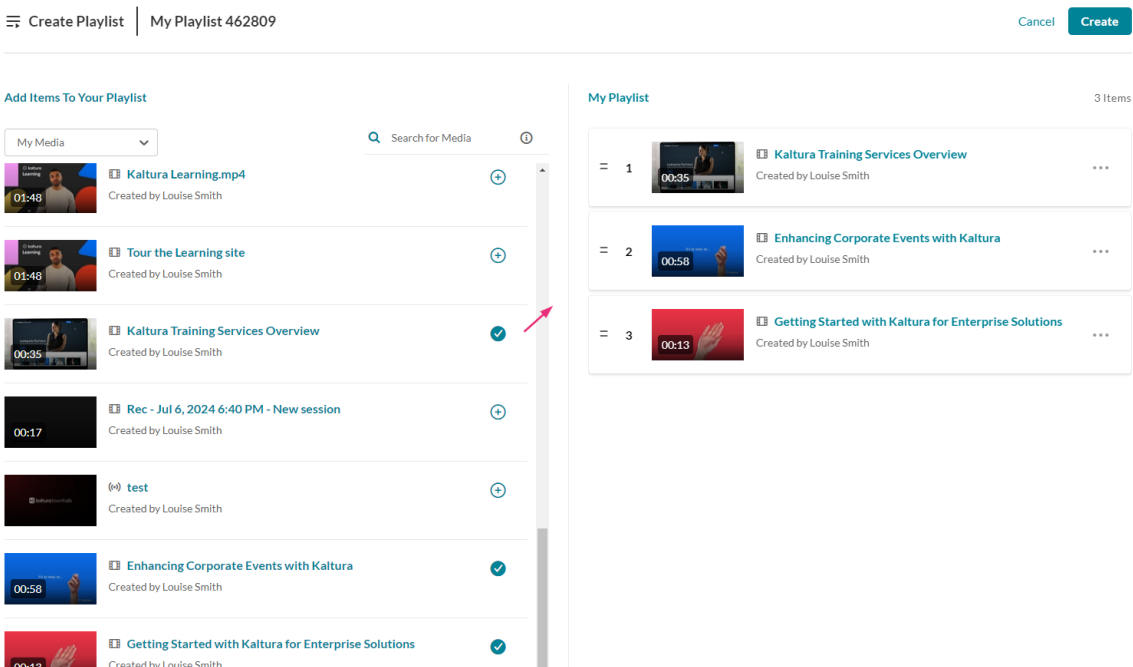 Create Playlist
My Playlist 462809
Cancel
Create
Add Items To Your Playlist
My Media
Search for Media
Kaltura Learning.mp4
Created by Louise Smith
01:48
Tour the Learning site
Created by Louise Smith
01:48
Kaltura Training Services Overview
Created by Louise Smith
00:35
Rec - Jul 6, 2024 6:40 PM - New session
Created by Louise Smith
00:17
test
Created by Louise Smith
Enhancing Corporate Events with Kaltura
Created by Louise Smith
00:58
Getting Started with Kaltura for Enterprise Solutions
Created by Louise Smith
00:13
My Playlist
3 Items
1
Kaltura Training Services Overview
Created by Louise Smith
00:35
2
Enhancing Corporate Events with Kaltura
Created by Louise Smith
00:58
3
Getting Started with Kaltura for Enterprise Solutions
Created by Louise Smith
00:13